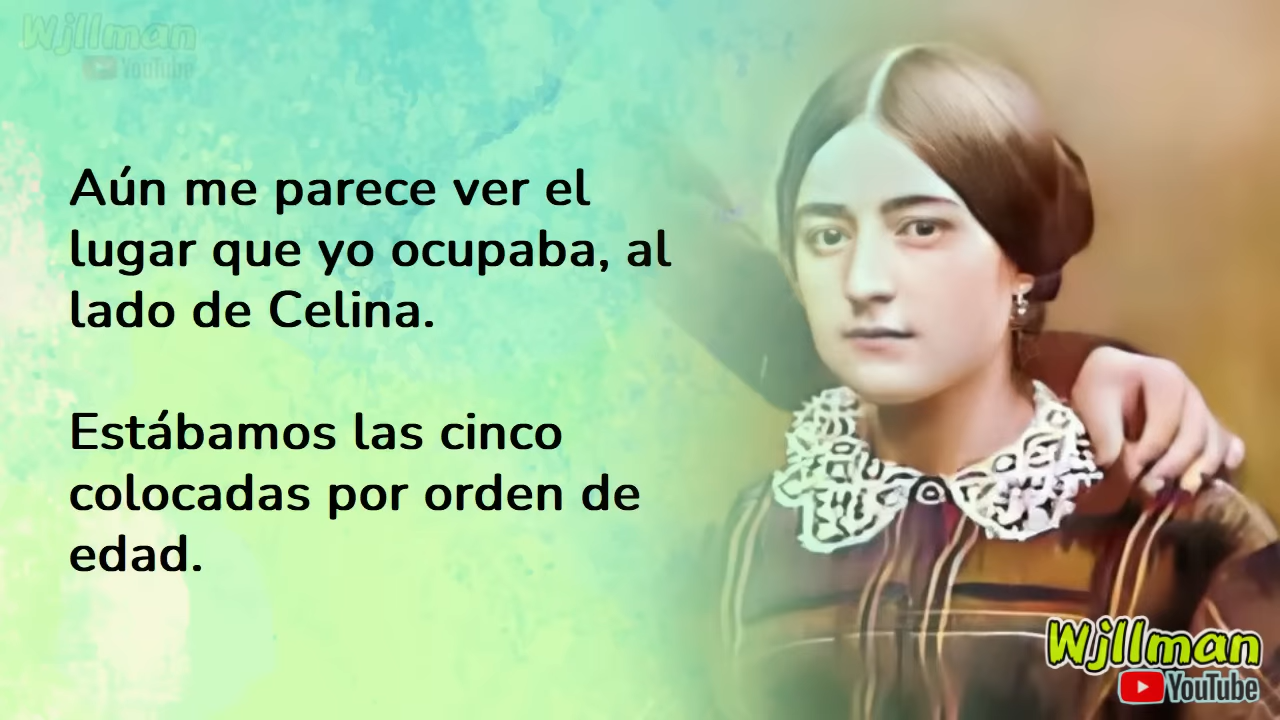 Wjllman
YouTube
Aún me parece ver el
lugar que yo ocupaba, al
lado de Celina.
Estábamos las cinco
colocadas por orden de
edad.
Wjllman
YouTube